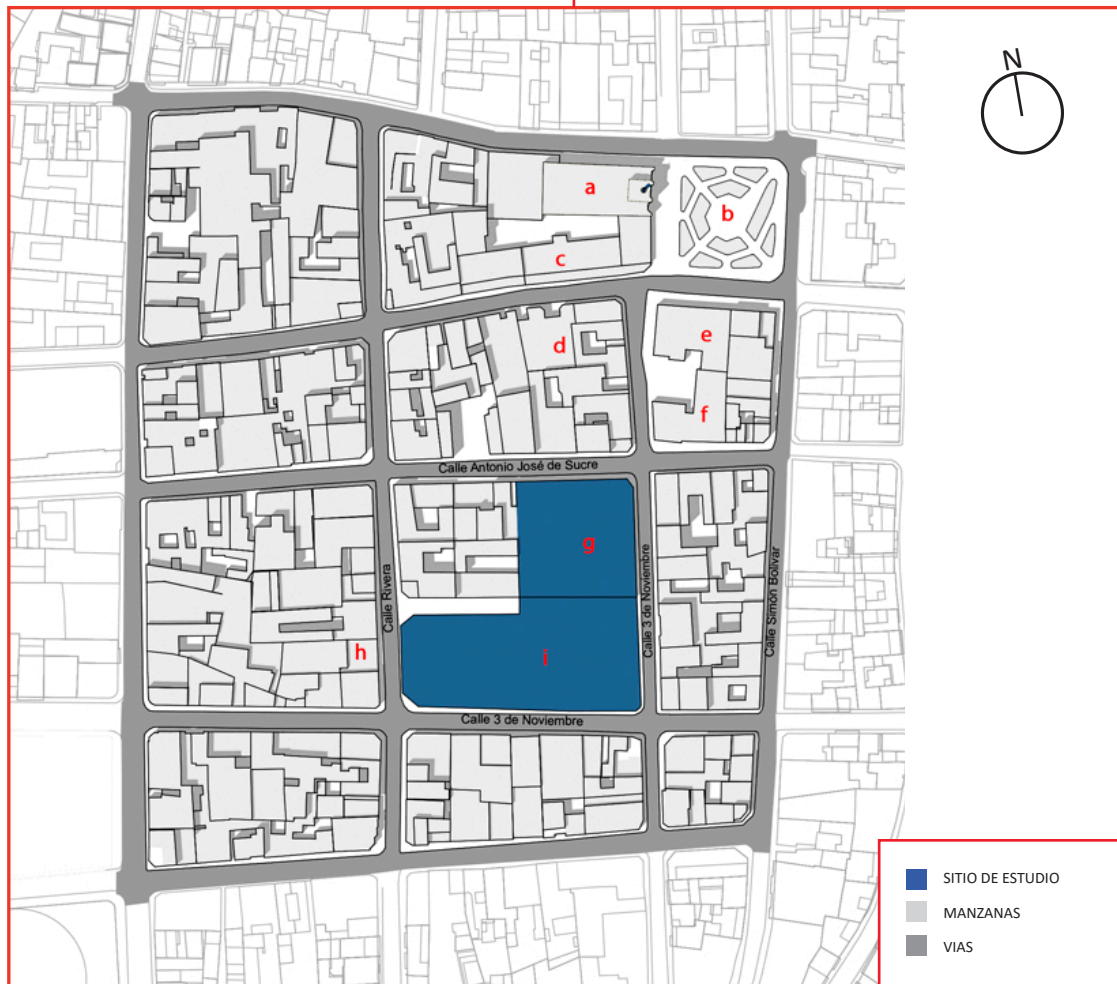 N
a
b
c
d
e
f
Calle Antonio José de Sucre
g
Calle 3 de Noviembre
Calle Simón Bolívar
Calle Rivera
h
i
Calle 3 de Noviembre
SITIO DE ESTUDIO
MANZANAS
VIAS